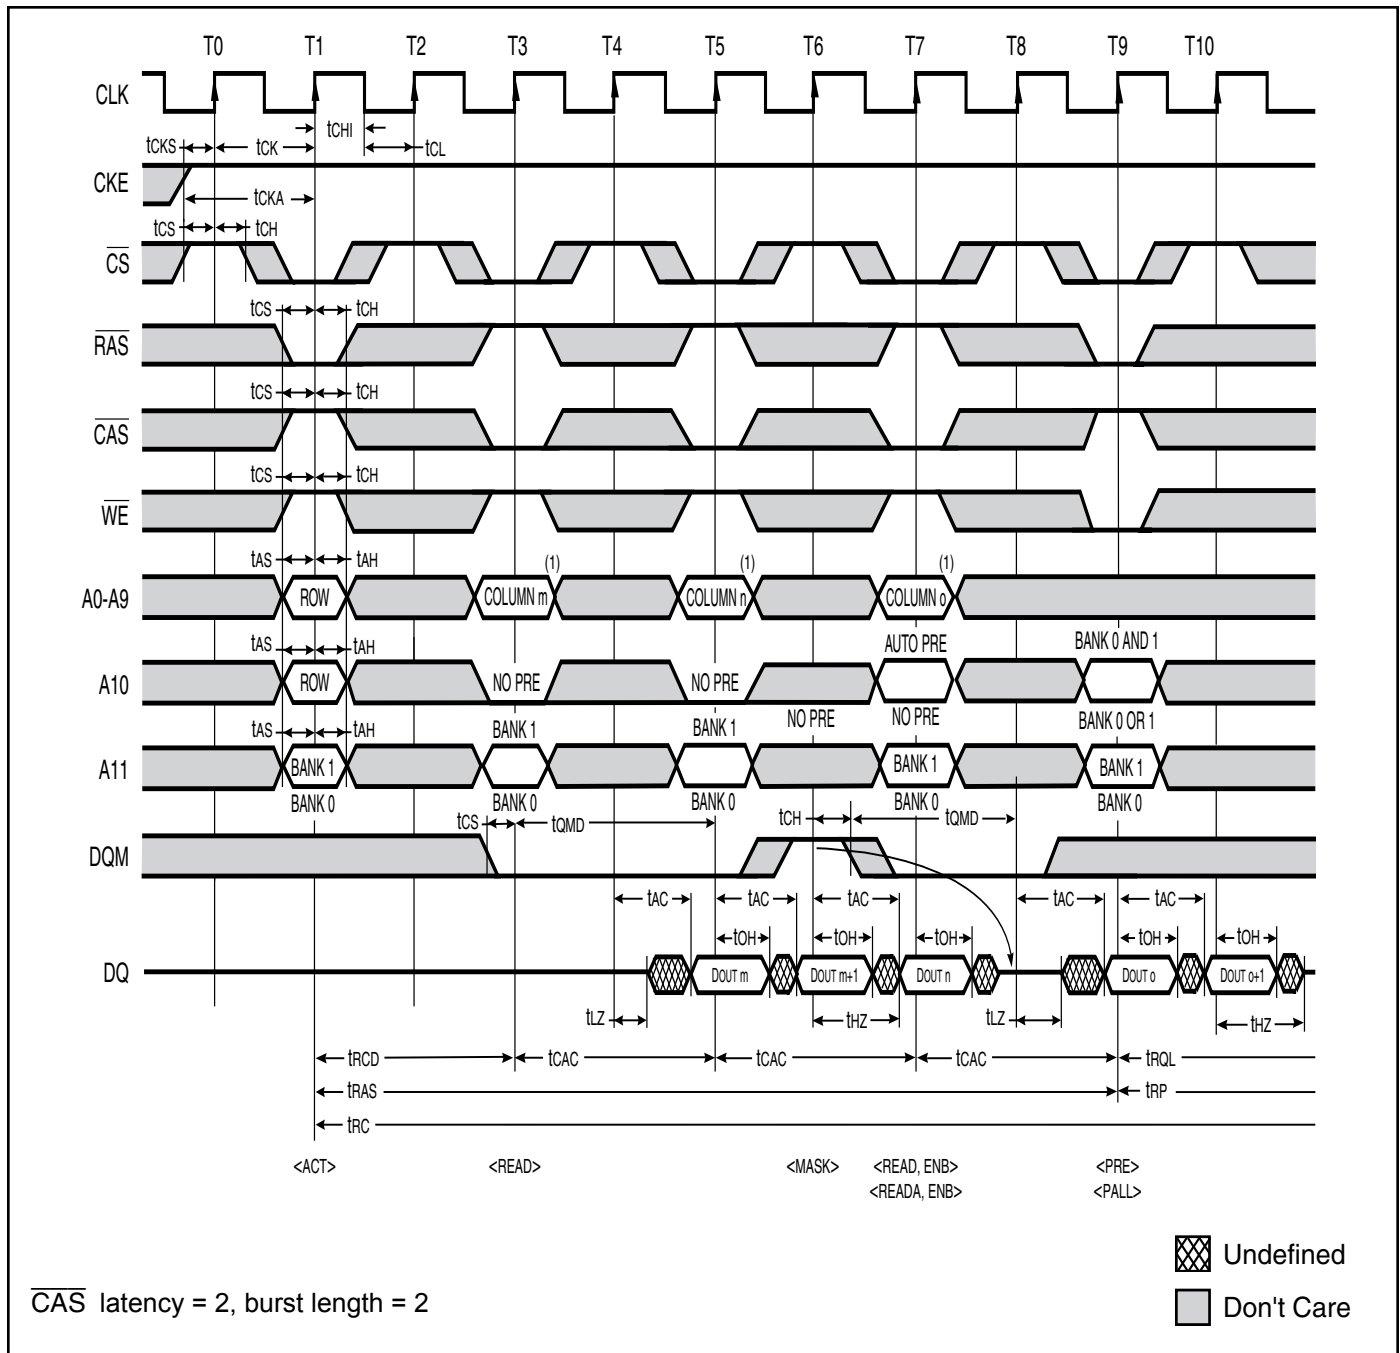 T0 T1 T2 T3 T4 T5 T6 T7 T8 T9 T10
CLK
tCHI
tCKS tCK tCL
CKE
tCKA
tCS tCH
CS
tCS tCH
RAS
tCS tCH
CAS
tCS tCH
WE
tAS tAH (1) (1) (1)
A0-A9 ROW COLUMN m COLUMN n COLUMN o
tAS tAH AUTO PRE BANK 0 AND 1
A10 ROW NO PRE NO PRE
tAS tAH BANK 1 BANK 1 NO PRE NO PRE BANK 0 OR 1
A11 BANK 1 BANK 1 BANK 1
BANK 0 BANK 0 BANK 0 BANK 0 BANK 0
tCS tQMD tCH tQMD
DQM
tAC tAC tAC tAC tAC
tOH tOH tOH tOH tOH
DQ DOUT m DOUT m+1 DOUT n DOUT o DOUT o+1
tLZ tHZ tLZ tHZ
tRCD tCAC tCAC tCAC tRQL
tRAS tRP
tRC
<ACT> <READ> <MASK> <READ, ENB> <PRE>
<READA, ENB> <PALL>
Undefined
CAS latency = 2, burst length = 2
Don't Care